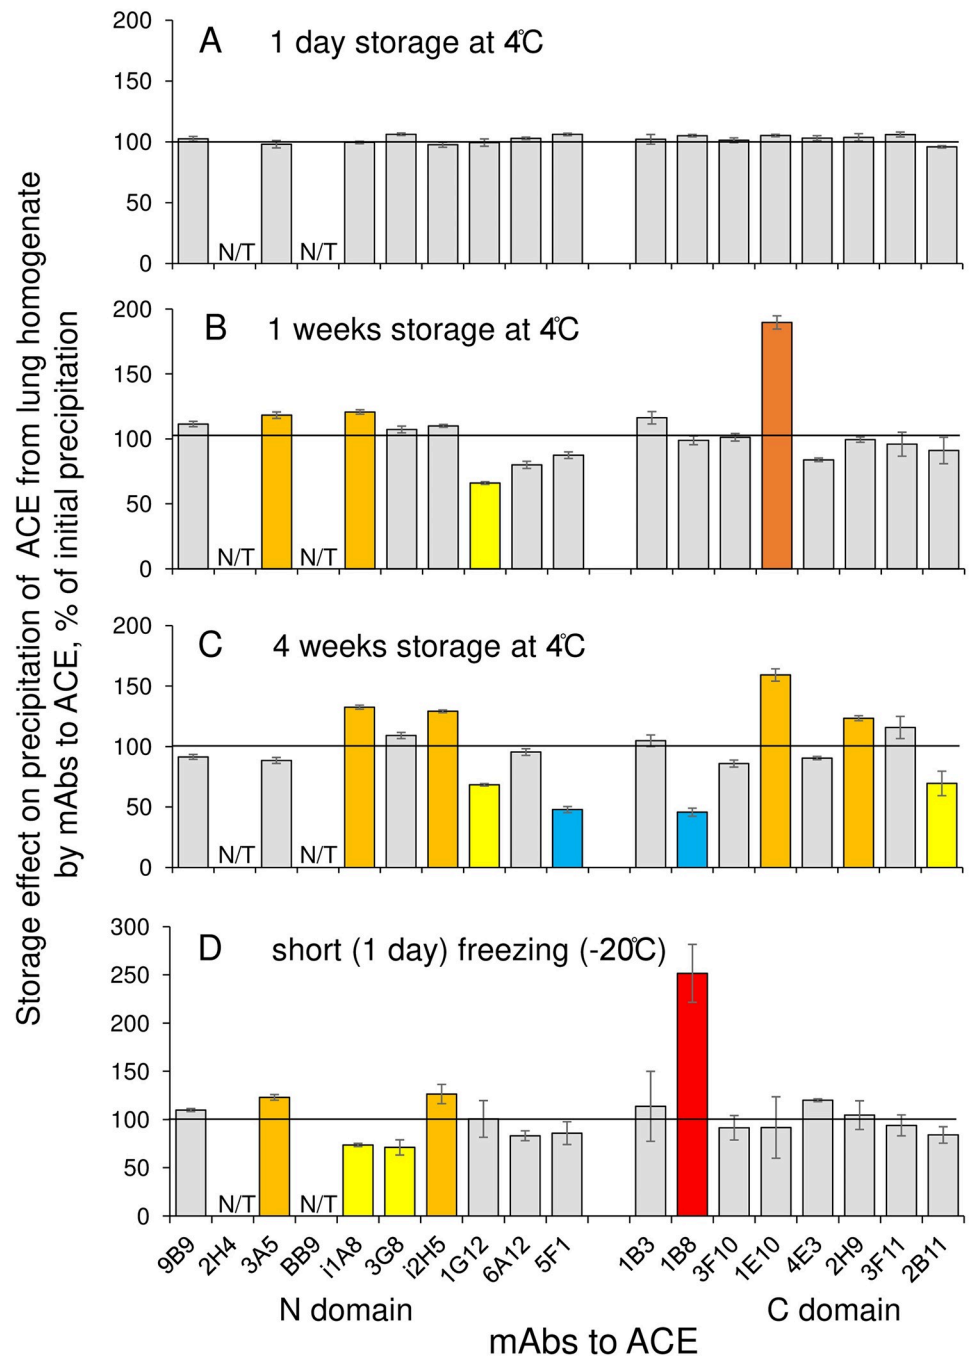 Storage effect on precipitation of ACE from lung homogenate
by mAbs to ACE, % of initial precipitation
A 1 day storage at 4°C
200
150
100
50
0
N/T N/T
B 1 weeks storage at 4°C
200
150
100
50
0
N/T N/T
C 4 weeks storage at 4°C
200
150
100
50
0
N/T N/T
D short (1 day) freezing (-20°C)
300
250
200
150
100
50
0
N/T N/T
9B9 2H4 3A5 BB9 i1A8 3G8 i2H5 1G12 6A12 5F1 1B3 1B8 3F10 1E10 4E3 2H9 3F11 2B11
N domain C domain
mAbs to ACE